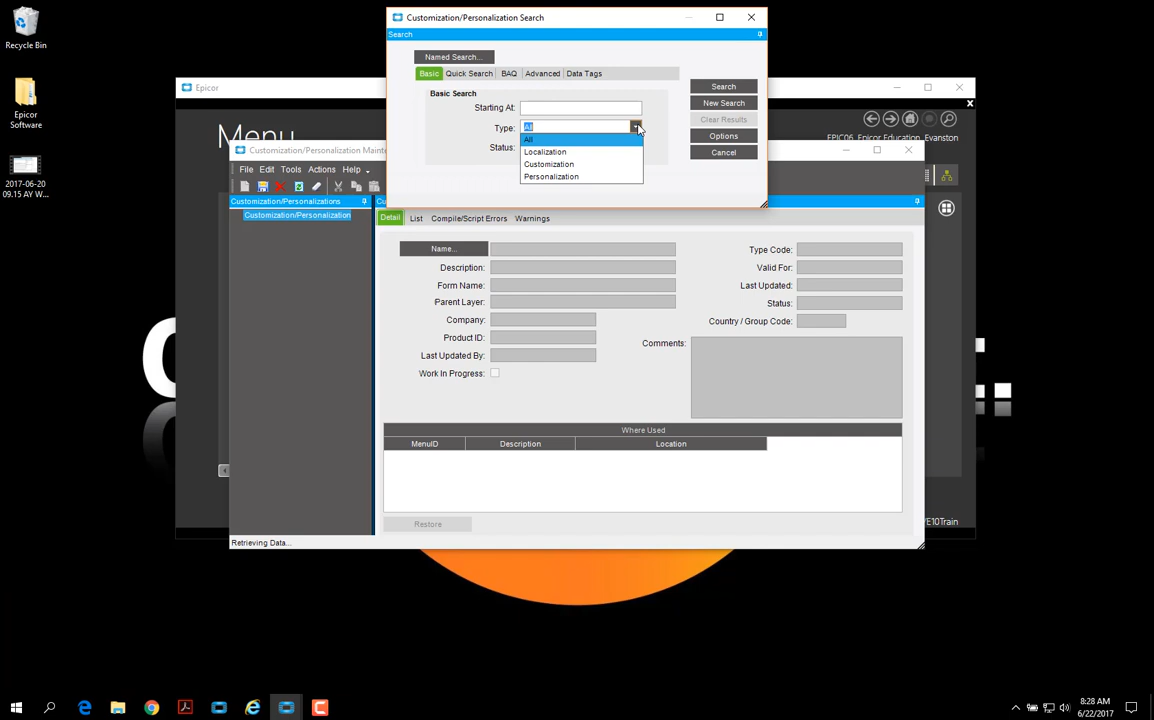 Recycle Bin
Epicor
Software
2017-06-20
09.15 AY W...
Epicor
Menu
EPIC06 Epicor Education, Evanston
Customization/Personalization Search
Search
Named Search...
Basic Quick Search BAQ Advanced Data Tags
Basic Search
Starting At:
Type: All
Status:
All
Localization
Customization
Personalization
Search
New Search
Clear Results
Options
Cancel
Customization/Personalization Mainte
File Edit Tools Actions Help
Customization/Personalizations
Customization/Personalization
Detail List Compile/Script Errors Warnings
Name...
Description:
Form Name:
Parent Layer:
Company:
Product ID:
Last Updated By:
Work In Progress:
Type Code:
Valid For:
Last Updated:
Status:
Country / Group Code:
Comments:
Where Used
MenuID Description Location
Restore
Retrieving Data...
E10Train
8:28 AM
6/22/2017